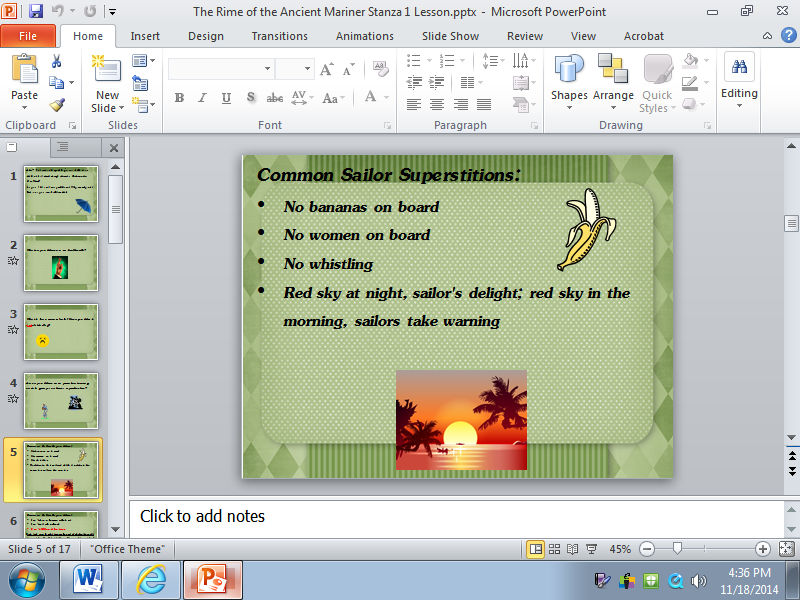 The Rime of the Ancient Mariner Stanza 1 Lesson.pptx - Microsoft PowerPoint
File Home Insert Design Transitions Animations Slide Show Review View Acrobat
Paste
New
Slide
Shapes Arrange Quick
Styles
Editing
B I U S abc AV Aa A
Clipboard Slides Font Paragraph Drawing
1
2
3
4
5
6
Common Sailor Superstitions:
• No bananas on board
• No women on board
• No whistling
• Red sky at night, sailor's delight; red sky in the
morning, sailors take warning
Click to add notes
Slide 5 of 17 "Office Theme" 45%
4:36 PM
11/18/2014